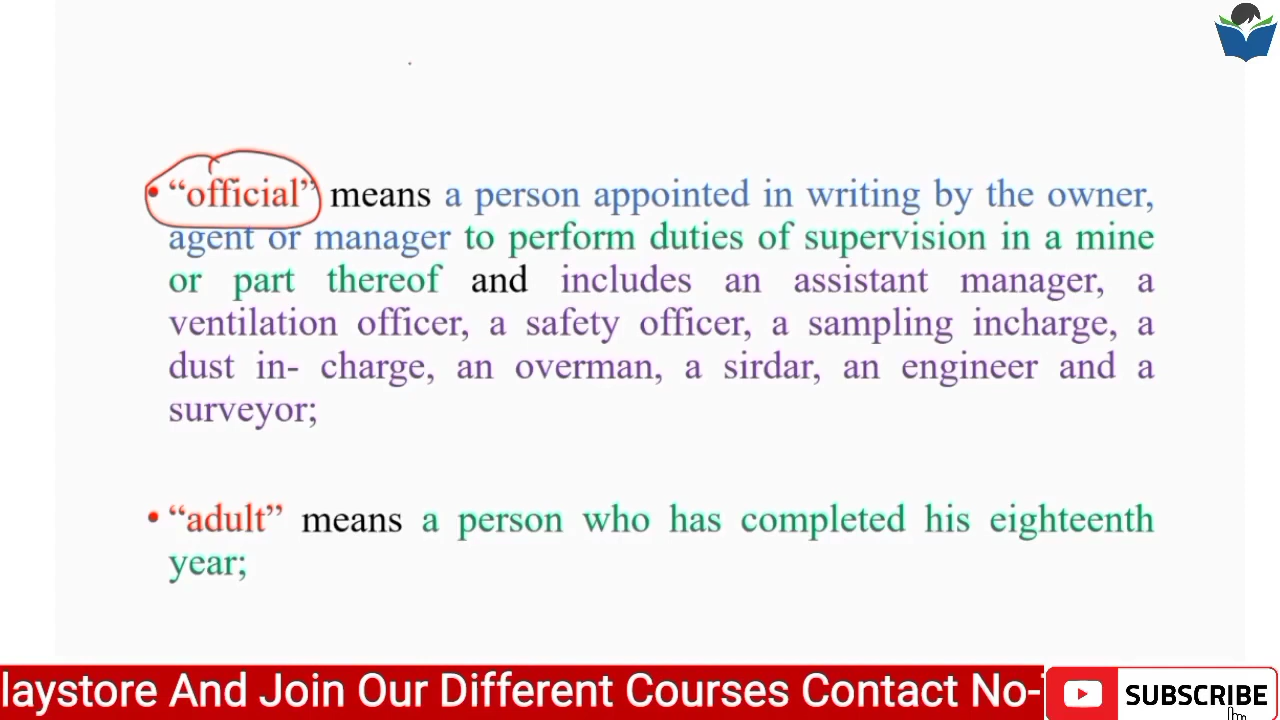 • “official” means a person appointed in writing by the owner,
agent or manager to perform duties of supervision in a mine
or part thereof and includes an assistant manager, a
ventilation officer, a safety officer, a sampling incharge, a
dust in- charge, an overman, a sirdar, an engineer and a
surveyor;
• “adult” means a person who has completed his eighteenth
year;
laystore And Join Our Different Courses Contact No-
SUBSCRIBE